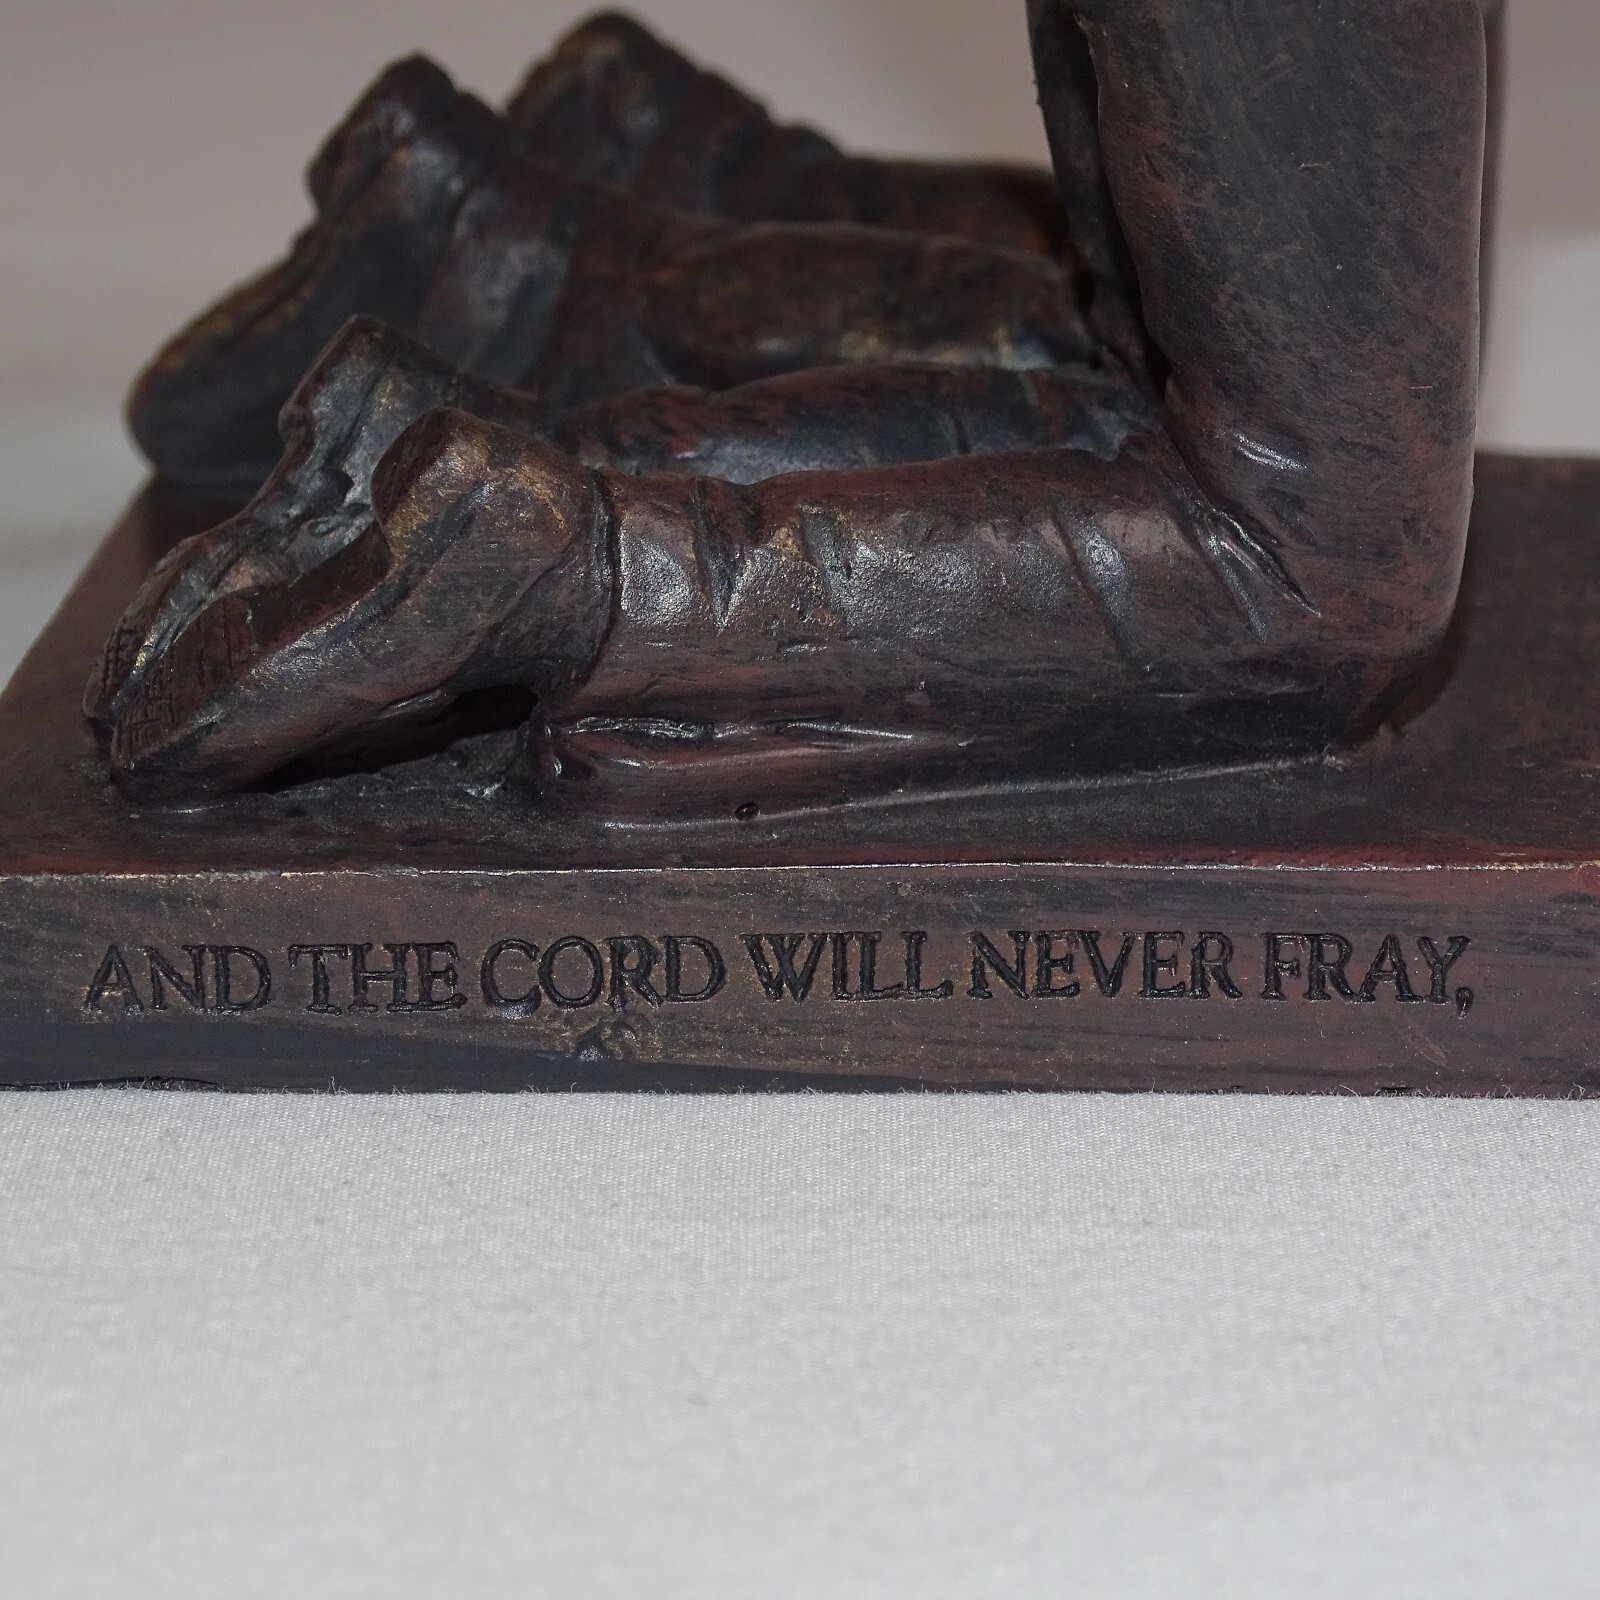 AND THE CORD WILL NEVER FRAY,